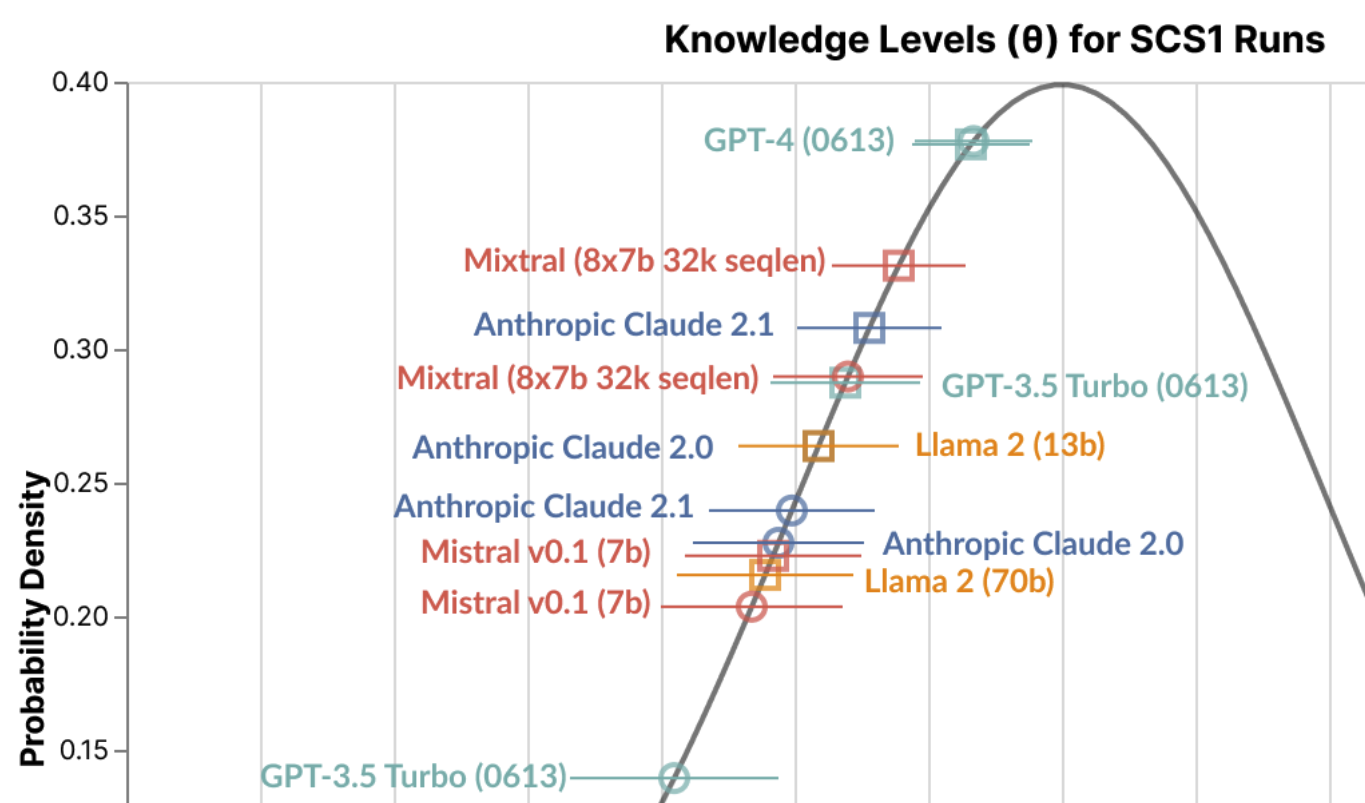 Knowledge Levels (θ) for SCS1 Runs
0.40
GPT-4 (0613)
0.35
Mixtral (8x7b 32k seqlen)
Anthropic Claude 2.1
0.30
Mixtral (8x7b 32k seqlen)
GPT-3.5 Turbo (0613)
Anthropic Claude 2.0
Llama 2 (13b)
0.25
Anthropic Claude 2.1
Anthropic Claude 2.0
Mistral v0.1 (7b)
Llama 2 (70b)
Mistral v0.1 (7b)
0.20
Probability Density
0.15
GPT-3.5 Turbo (0613)